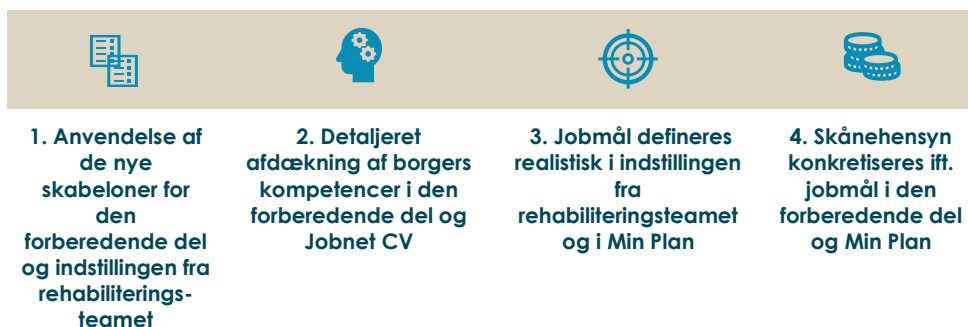 1. Anvendelse af
de nye
skabeloner for
den
forberedende del
og indstillingen fra
rehabiliterings-
teamet
2. Detaljeret
afdækning af borgers
kompetencer i den
forberedende del og
Jobnet CV
3. Jobmål defineres
realistisk i indstillingen
fra
rehabiliteringsteamet
og i Min Plan
4. Skånehensyn
konkretiseres ift.
jobmål i den
forberedende del
og Min Plan